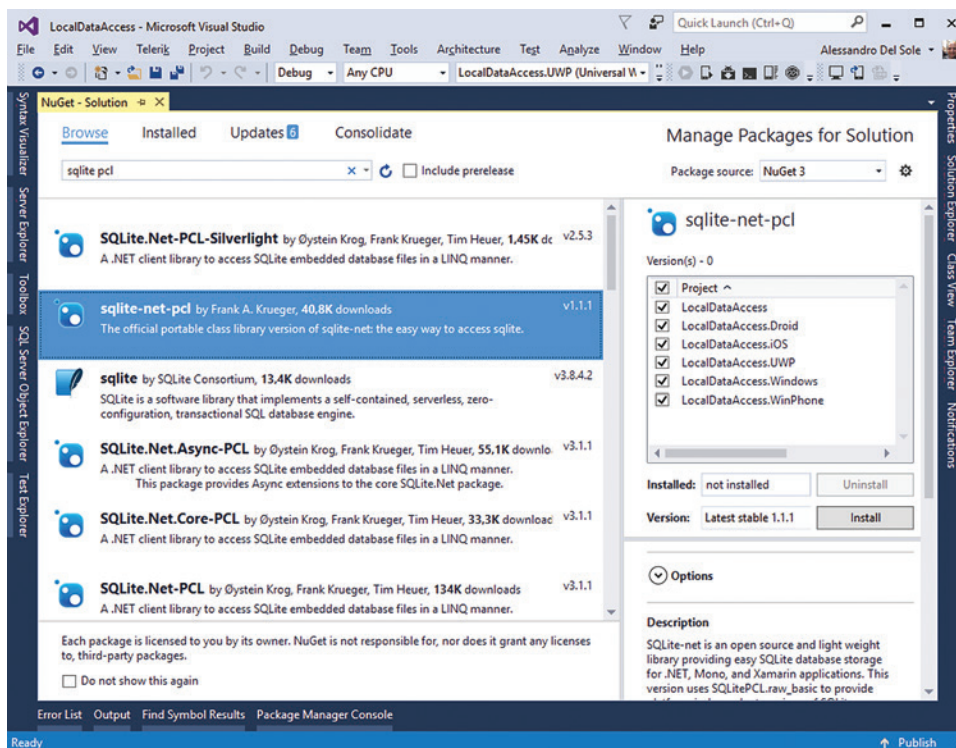 LocalDataAccess - Microsoft Visual Studio
Quick Launch (Ctrl+Q)
File Edit View Telerik Project Build Debug Team Tools Architecture Test Analyze Window Help
Alessandro Del Sole
Debug Any CPU LocalDataAccess.UWP (Universal W
Syntax Visualizer
Server Explorer
Toolbox
SQL Server Object Explorer
Test Explorer
NuGet - Solution
Browse Installed Updates 6 Consolidate
Manage Packages for Solution
sqlite pcl
Include prerelease
Package source: NuGet 3
SQLite.Net-PCL-Silverlight by Øystein Krog, Frank Krueger, Tim Heuer, 1,45K dc v2.5.3
A .NET client library to access SQLite embedded database files in a LINQ manner.
sqlite-net-pcl by Frank A. Krueger, 40,8K downloads v1.1.1
The official portable class library version of sqlite-net: the easy way to access sqlite.
sqlite by SQLite Consortium, 13,4K downloads v3.8.4.2
SQLite is a software library that implements a self-contained, serverless, zero-
configuration, transactional SQL database engine.
SQLite.Net.Async-PCL by Øystein Krog, Frank Krueger, Tim Heuer, 55,1K downlo v3.1.1
A .NET client library to access SQLite embedded database files in a LINQ manner.
This package provides Async extensions to the core SQLite.Net package.
SQLite.Net.Core-PCL by Øystein Krog, Frank Krueger, Tim Heuer, 33,3K downloac v3.1.1
A .NET client library to access SQLite embedded database files in a LINQ manner.
SQLite.Net-PCL by Øystein Krog, Frank Krueger, Tim Heuer, 134K downloads v3.1.1
A .NET client library to access SQLite embedded database files in a LINQ manner.
Each package is licensed to you by its owner. NuGet is not responsible for, nor does it grant any licenses
to, third-party packages.
Do not show this again
sqlite-net-pcl
Version(s) - 0
Project
LocalDataAccess
LocalDataAccess.Droid
LocalDataAccess.iOS
LocalDataAccess.UWP
LocalDataAccess.Windows
LocalDataAccess.WinPhone
Installed: not installed Uninstall
Version: Latest stable 1.1.1 Install
Options
Description
SQLite-net is an open source and light weight
library providing easy SQLite database storage
for .NET, Mono, and Xamarin applications. This
version uses SQLitePCL.raw_basic to provide
Properties
Solution Explorer
Class View
Team Explorer
Notifications
Error List Output Find Symbol Results Package Manager Console
Ready
Publish